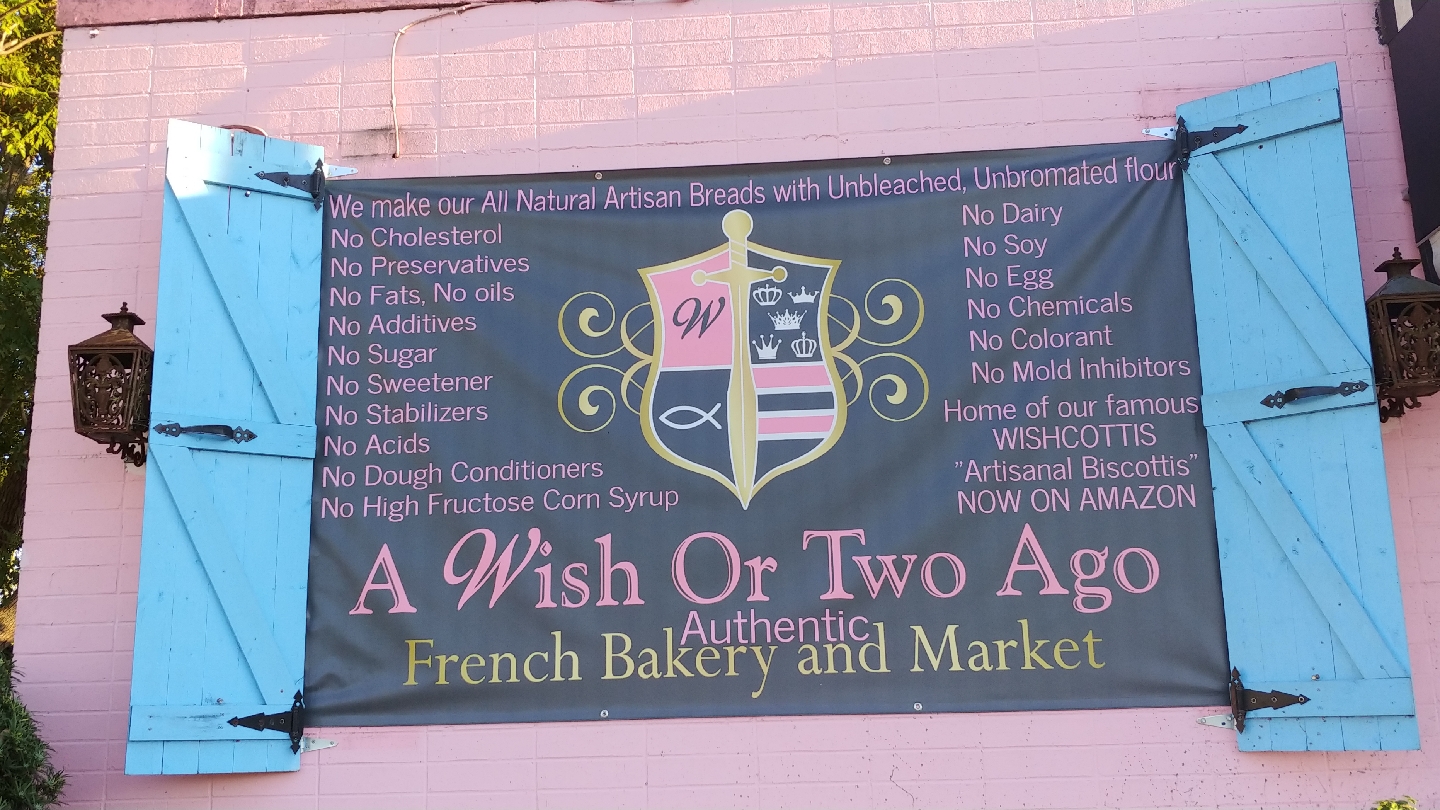 We make our All Natural Artisan Breads with Unbleached, Unbromated flour
No Cholesterol
No Preservatives
No Fats, No oils
No Additives
No Sugar
No Sweetener
No Stabilizers
No Acids
No Dough Conditioners
No High Fructose Corn Syrup
W
No Dairy
No Soy
No Egg
No Chemicals
No Colorant
No Mold Inhibitors
Home of our famous
WISHCOTTIS
"Artisanal Biscottis"
NOW ON AMAZON
A Wish Or Two Ago
Authentic
French Bakery and Market